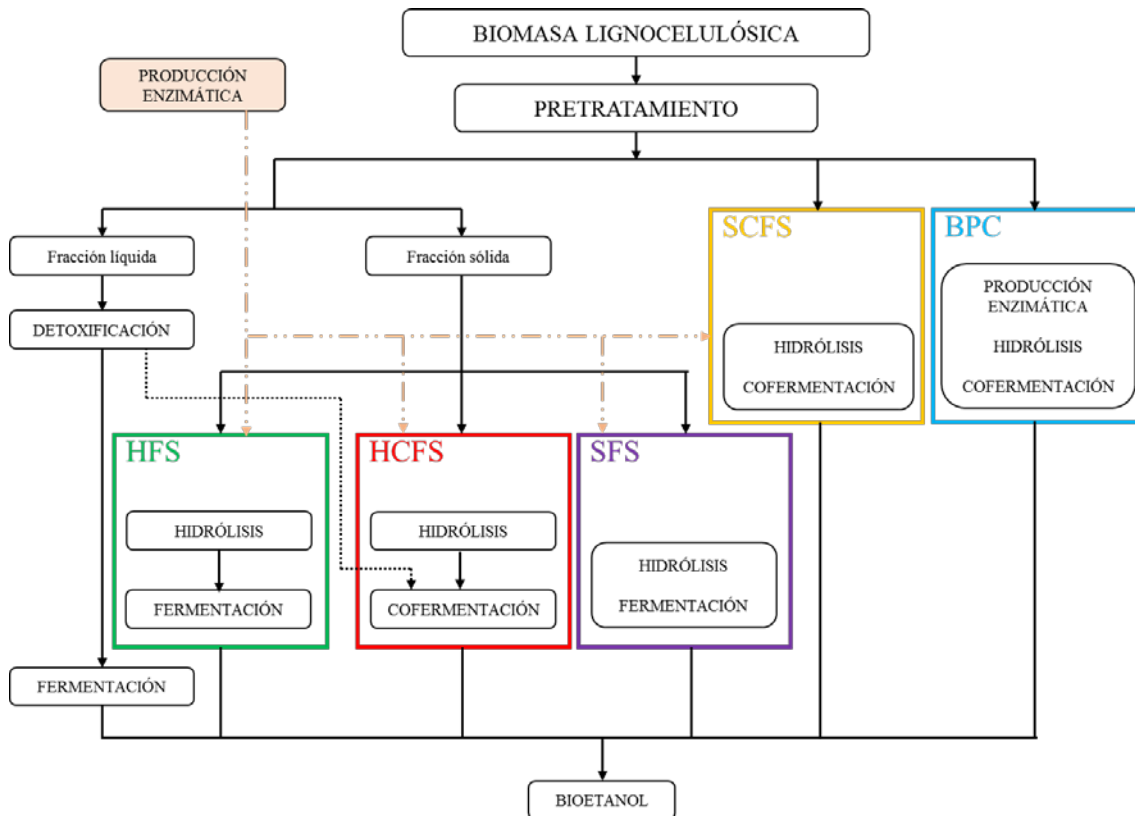 BIOMASA LIGNOCELULÓSICA
PRODUCCIÓN
ENZIMÁTICA
PRETRATAMIENTO
SCFS
BPC
Fracción líquida
Fracción sólida
PRODUCCIÓN
ENZIMÁTICA
DETOXIFICACIÓN
HIDRÓLISIS
HIDRÓLISIS
COFERMENTACIÓN
COFERMENTACIÓN
HFS
HCFS
SFS
HIDRÓLISIS
HIDRÓLISIS
HIDRÓLISIS
FERMENTACIÓN
COFERMENTACIÓN
FERMENTACIÓN
FERMENTACIÓN
BIOETANOL